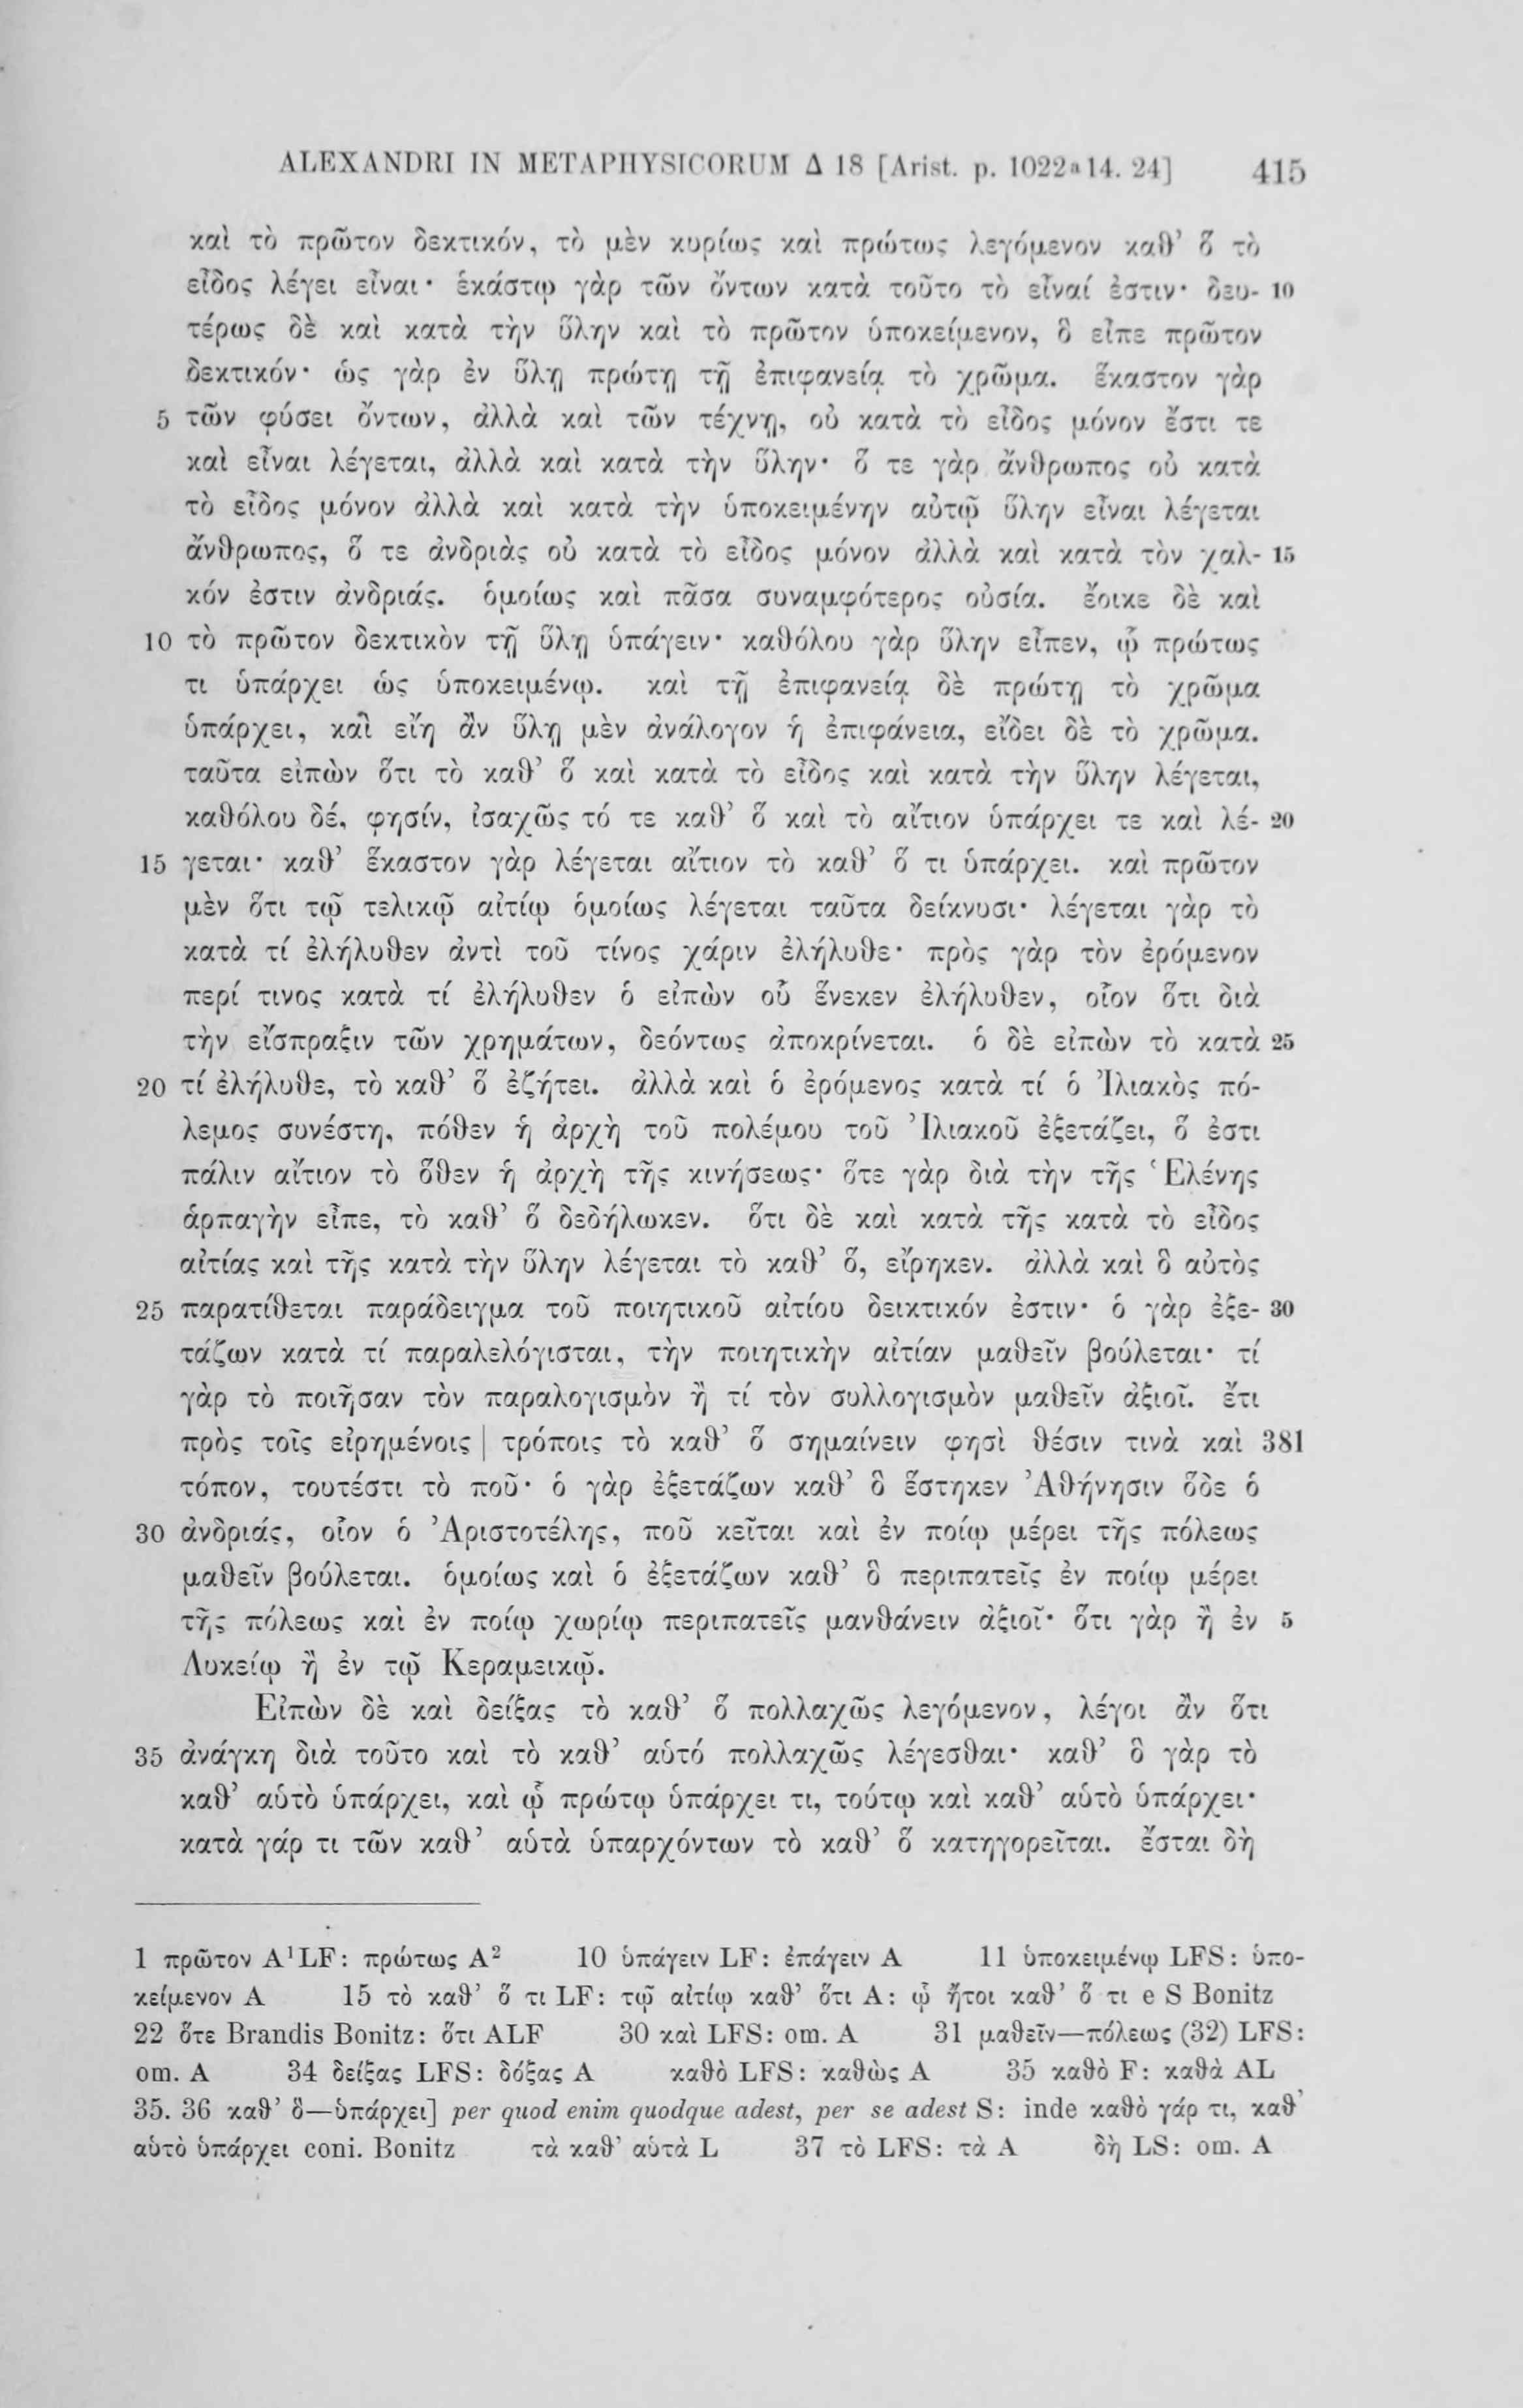 ALEXANDRI IN METAPHYSICORUM Δ 18 [Arist. p. 1022ᵃ14. 24] 415
καὶ τὸ πρῶτον δεκτικόν, τὸ μὲν κυρίως καὶ πρώτως λεγόμενον καθ’ ὅ τὸ
εἶδος λέγει εἶναι· ἑκάστῳ γὰρ τῶν ὄντων κατὰ τοῦτο τὸ εἶναί ἐστιν· δευ- 10
τέρως δὲ καὶ κατὰ τὴν ὕλην καὶ τὸ πρῶτον ὑποκείμενον, ὃ εἶπε πρῶτον
δεκτικόν· ὡς γὰρ ἐν ὕλῃ πρώτῃ τῇ ἐπιφανείᾳ τὸ χρῶμα. ἕκαστον γὰρ
5 τῶν φύσει ὄντων, ἀλλὰ καὶ τῶν τέχνῃ, οὐ κατὰ τὸ εἶδος μόνον ἔστι τε
καὶ εἶναι λέγεται, ἀλλὰ καὶ κατὰ τὴν ὕλην· ὅ τε γὰρ ἄνθρωπος οὐ κατὰ
τὸ εἶδος μόνον ἀλλὰ καὶ κατὰ τὴν ὑποκειμένην αὐτῷ ὕλην εἶναι λέγεται
ἄνθρωπος, ὅ τε ἀνδριὰς οὐ κατὰ τὸ εἶδος μόνον ἀλλὰ καὶ κατὰ τὸν χαλ- 15
κόν ἐστιν ἀνδριάς. ὁμοίως καὶ πᾶσα συναμφότερος οὐσία. ἔοικε δὲ καὶ
10 τὸ πρῶτον δεκτικὸν τῇ ὕλῃ ὑπάγειν· καθόλου γὰρ ὕλην εἶπεν, ᾧ πρώτως
τι ὑπάρχει ὡς ὑποκειμένῳ. καὶ τῇ ἐπιφανείᾳ δὲ πρώτῃ τὸ χρῶμα
ὑπάρχει, καὶ εἴη ἂν ὕλῃ μὲν ἀνάλογον ἡ ἐπιφάνεια, εἴδει δὲ τὸ χρῶμα.
ταῦτα εἰπὼν ὅτι τὸ καθ’ ὅ καὶ κατὰ τὸ εἶδος καὶ κατὰ τὴν ὕλην λέγεται,
καθόλου δέ, φησίν, ἰσαχῶς τό τε καθ’ ὅ καὶ τὸ αἴτιον ὑπάρχει τε καὶ λέ- 20
15 γεται· καθ’ ἕκαστον γὰρ λέγεται αἴτιον τὸ καθ’ ὅ τι ὑπάρχει. καὶ πρῶτον
μὲν ὅτι τῷ τελικῷ αἰτίῳ ὁμοίως λέγεται ταῦτα δείκνυσι· λέγεται γὰρ τὸ
κατὰ τί ἐλήλυθεν ἀντὶ τοῦ τίνος χάριν ἐλήλυθε· πρὸς γὰρ τὸν ἐρόμενον
περί τινος κατὰ τί ἐλήλυθεν ὁ εἰπὼν οὗ ἕνεκεν ἐλήλυθεν, οἷον ὅτι διὰ
τὴν εἴσπραξιν τῶν χρημάτων, δεόντως ἀποκρίνεται. ὁ δὲ εἰπὼν τὸ κατὰ 25
20 τί ἐλήλυθε, τὸ καθ’ ὅ ἐζήτει. ἀλλὰ καὶ ὁ ἐρόμενος κατὰ τί ὁ Ἰλιακὸς πό-
λεμος συνέστη, πόθεν ἡ ἀρχὴ τοῦ πολέμου τοῦ Ἰλιακοῦ ἐξετάζει, ὅ ἐστι
πάλιν αἴτιον τὸ ὅθεν ἡ ἀρχὴ τῆς κινήσεως· ὅτε γὰρ διὰ τὴν τῆς Ἑλένης
ἁρπαγὴν εἶπε, τὸ καθ’ ὅ δεδήλωκεν. ὅτι δὲ καὶ κατὰ τῆς κατὰ τὸ εἶδος
αἰτίας καὶ τῆς κατὰ τὴν ὕλην λέγεται τὸ καθ’ ὅ, εἴρηκεν. ἀλλὰ καὶ ὃ αὐτὸς
25 παρατίθεται παράδειγμα τοῦ ποιητικοῦ αἰτίου δεικτικόν ἐστιν· ὁ γὰρ ἐξε- 30
τάζων κατὰ τί παραλελόγισται, τὴν ποιητικὴν αἰτίαν μαθεῖν βούλεται· τί
γὰρ τὸ ποιῆσαν τὸν παραλογισμὸν ἢ τί τὸν συλλογισμὸν μαθεῖν ἀξιοῖ. ἔτι
πρὸς τοῖς εἰρημένοις | τρόποις τὸ καθ’ ὅ σημαίνειν φησὶ θέσιν τινὰ καὶ 381
τόπον, τουτέστι τὸ ποῦ· ὁ γὰρ ἐξετάζων καθ’ ὃ ἕστηκεν Ἀθήνησιν ὅδε ὁ
30 ἀνδριάς, οἷον ὁ Ἀριστοτέλης, ποῦ κεῖται καὶ ἐν ποίῳ μέρει τῆς πόλεως
μαθεῖν βούλεται. ὁμοίως καὶ ὁ ἐξετάζων καθ’ ὃ περιπατεῖς ἐν ποίῳ μέρει
τῆς πόλεως καὶ ἐν ποίῳ χωρίῳ περιπατεῖς μανθάνειν ἀξιοῖ· ὅτι γὰρ ἢ ἐν 5
Λυκείῳ ἢ ἐν τῷ Κεραμεικῷ.
Εἰπὼν δὲ καὶ δείξας τὸ καθ’ ὅ πολλαχῶς λεγόμενον, λέγοι ἂν ὅτι
35 ἀνάγκη διὰ τοῦτο καὶ τὸ καθ’ αὑτό πολλαχῶς λέγεσθαι· καθ’ ὃ γὰρ τὸ
καθ’ αὑτὸ ὑπάρχει, καὶ ᾧ πρώτῳ ὑπάρχει τι, τούτῳ καὶ καθ’ αὑτὸ ὑπάρχει·
κατὰ γάρ τι τῶν καθ’ αὑτὰ ὑπαρχόντων τὸ καθ’ ὅ κατηγορεῖται. ἔσται δὴ
1 πρῶτον A¹LF: πρώτως A² 10 ὑπάγειν LF: ἐπάγειν A 11 ὑποκειμένῳ LFS: ὑπο-
κείμενον A 15 τὸ καθ’ ὅ τι LF: τῷ αἰτίῳ καθ’ ὅτι A: ᾧ ἤτοι καθ’ ὅ τι e S Bonitz
22 ὅτε Brandis Bonitz: ὅτι ALF 30 καὶ LFS: om. A 31 μαθεῖν—πόλεως (32) LFS:
om. A 34 δείξας LFS: δόξας A καθὸ LFS: καθὼς A 35 καθὸ F: καθὰ AL
35. 36 καθ’ ὃ—ὑπάρχει] per quod enim quodque adest, per se adest S: inde καθὸ γάρ τι, καθ’
αὑτὸ ὑπάρχει coni. Bonitz τὰ καθ’ αὑτὰ L 37 τὸ LFS: τὰ A δὴ LS: om. A